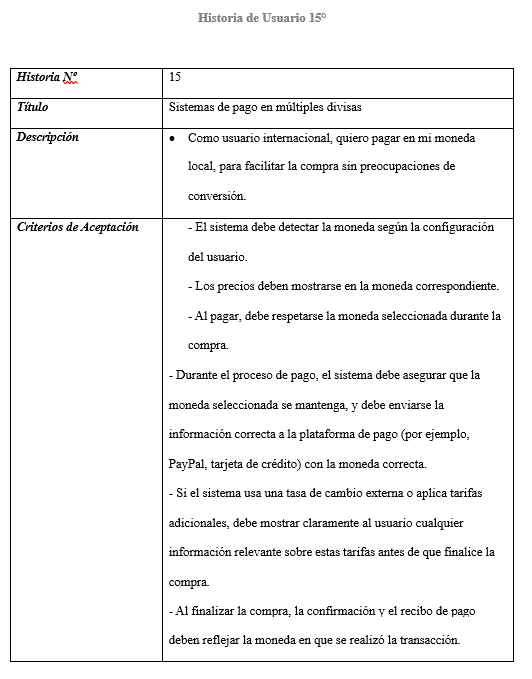 Historia de Usuario 15º
Historia Nº
15
Título
Sistemas de pago en múltiples divisas
Descripción
• Como usuario internacional, quiero pagar en mi moneda
local, para facilitar la compra sin preocupaciones de
conversión.
Criterios de Aceptación
- El sistema debe detectar la moneda según la configuración
del usuario.
- Los precios deben mostrarse en la moneda correspondiente.
- Al pagar, debe respetarse la moneda seleccionada durante la
compra.
- Durante el proceso de pago, el sistema debe asegurar que la
moneda seleccionada se mantenga, y debe enviarse la
información correcta a la plataforma de pago (por ejemplo,
PayPal, tarjeta de crédito) con la moneda correcta.
- Si el sistema usa una tasa de cambio externa o aplica tarifas
adicionales, debe mostrar claramente al usuario cualquier
información relevante sobre estas tarifas antes de que finalice la
compra.
- Al finalizar la compra, la confirmación y el recibo de pago
deben reflejar la moneda en que se realizó la transacción.